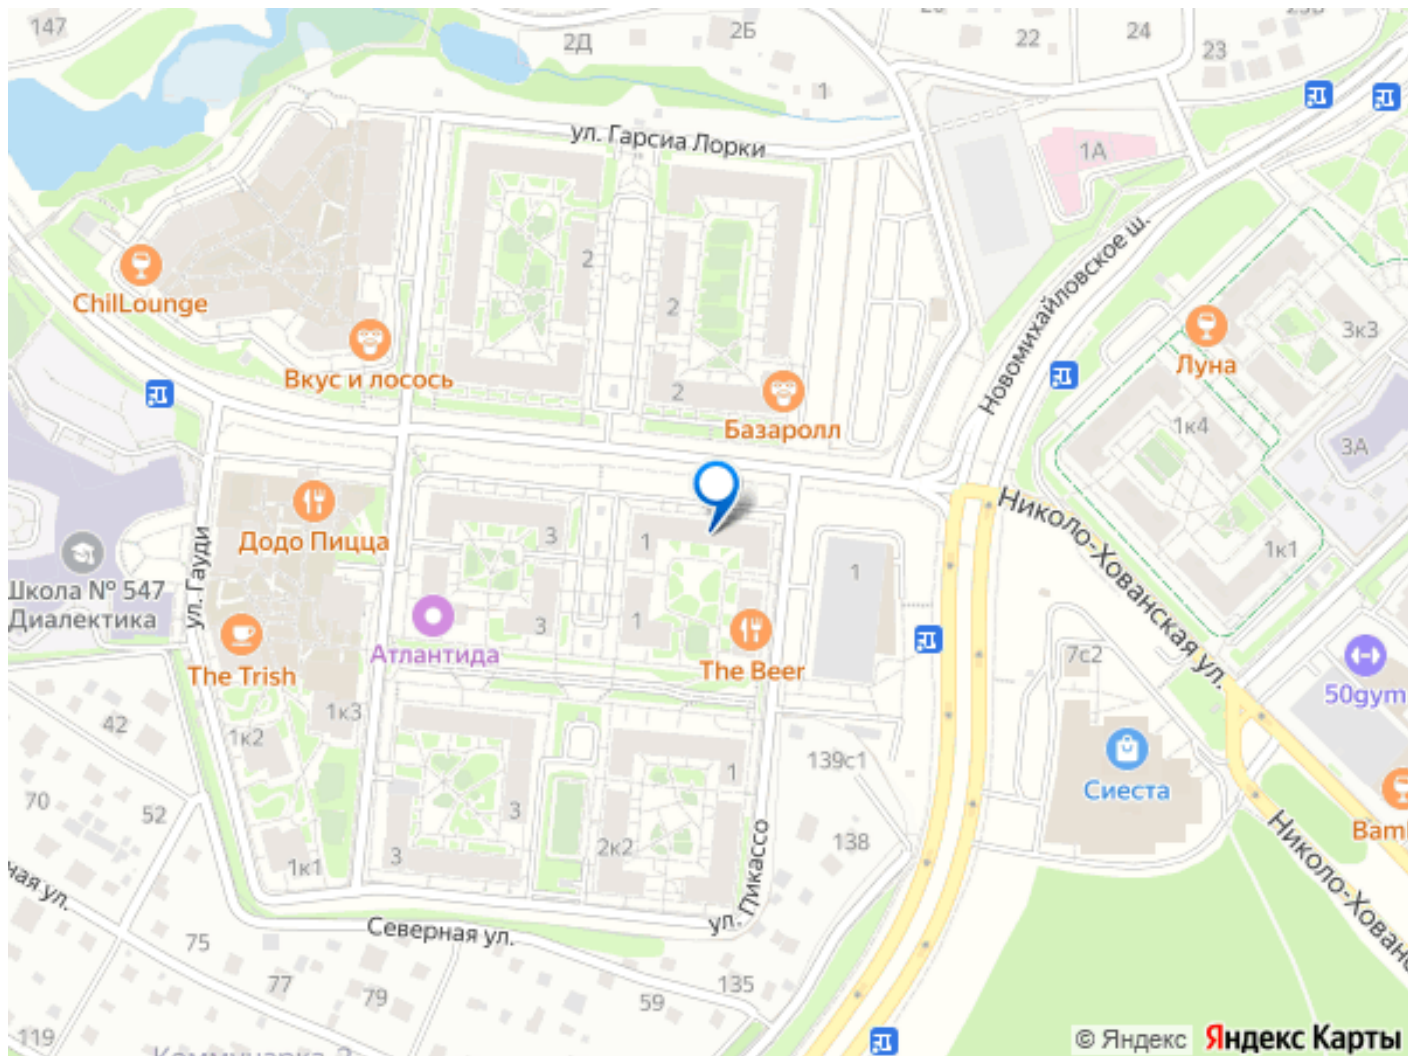 147
2Д
2Б
22
24
23
1
ул. Гарсиа Лорки
1А
Новомихайловское ш.
2
2
ChilLounge
Вкус и лосось
2
Базаролл
Луна
3к3
1к4
3А
1к1
Николо-Хованская ул.
Додо Пицца
ул. Гауди
Школа № 547
Диалектика
3
1
1
3
1
Атлантида
The Beer
The Trish
7с2
50gym
42
1к3
1к2
139с1
Сиеста
70
52
1
3
138
2к2
3
1к1
ная ул.
ул. Пикассо
Северная ул.
Николо-Хованс
75
77
79
59
135
119
© Яндекс Яндекс Карты